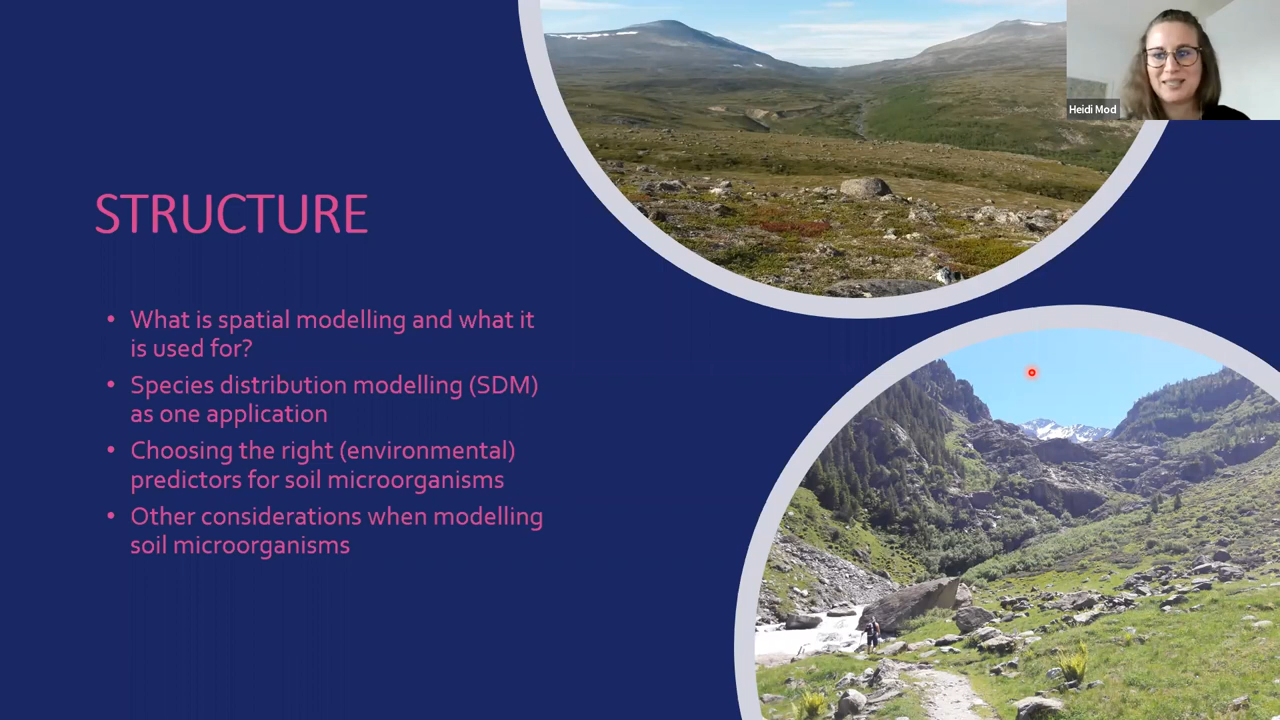 Heidi Mod
STRUCTURE
• What is spatial modelling and what it
is used for?
• Species distribution modelling (SDM)
as one application
• Choosing the right (environmental)
predictors for soil microorganisms
• Other considerations when modelling
soil microorganisms